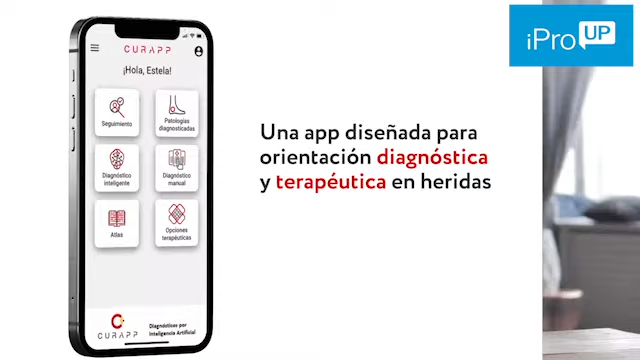 iProUP
CURAPP
¡Hola, Estela!
Seguimiento
Patologías
diagnosticadas
Diagnóstico
inteligente
Diagnóstico
manual
Atlas
Opciones
terapéuticas
CURAPP
Diagnósticos por
Inteligencia Artificial
Una app diseñada para
orientación diagnóstica
y terapéutica en heridas